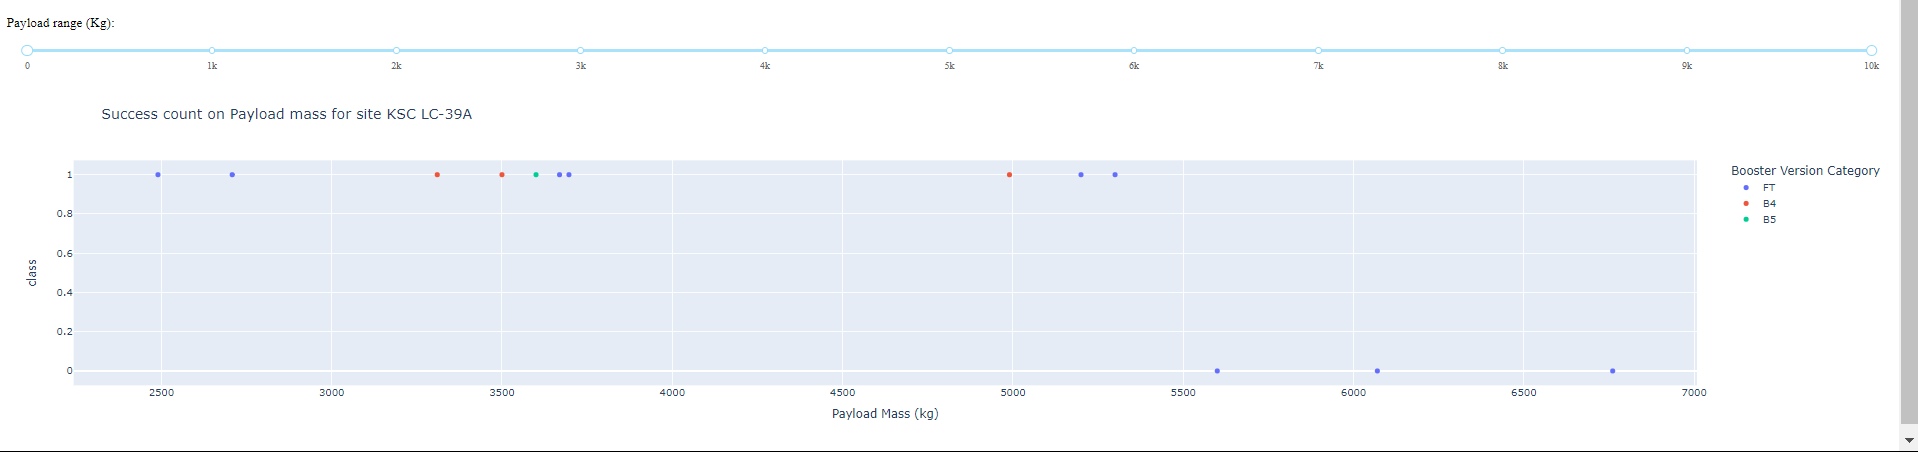 Payload range (Kg):
0 1k 2k 3k 4k 5k 6k 7k 8k 9k 10k
Success count on Payload mass for site KSC LC-39A
Booster Version Category
FT
B4
B5
class
1
0.8
0.6
0.4
0.2
0
2500 3000 3500 4000 4500 5000 5500 6000 6500 7000
Payload Mass (kg)